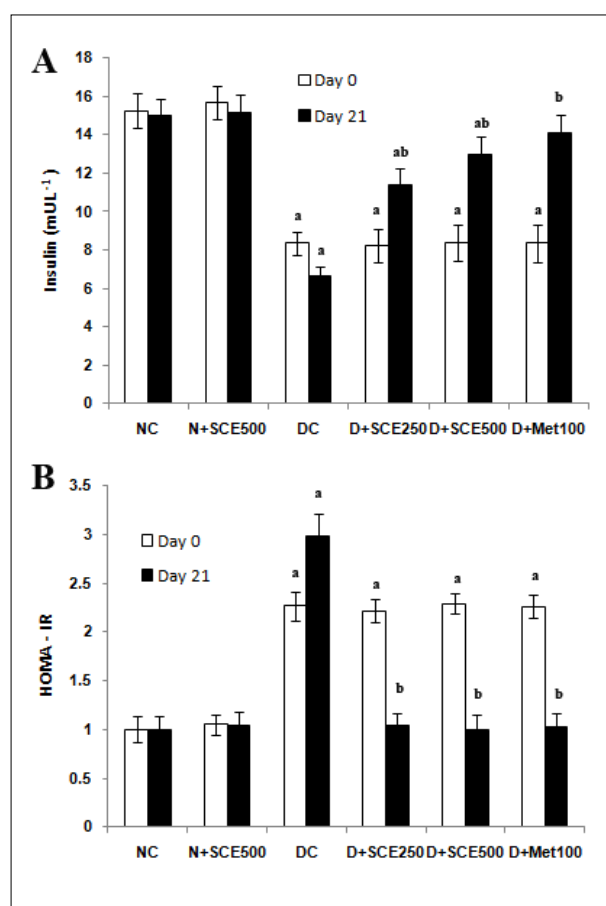 A
18
16
14
12
10
8
6
4
2
0
Insulin (mUL⁻¹)
Day 0
Day 21
a
a
a
ab
a
ab
a
b
NC N+SCE500 DC D+SCE250 D+SCE500 D+Met100
B
3.5
3
2.5
2
1.5
1
0.5
0
HOMA - IR
Day 0
Day 21
a
a
a
b
a
b
a
b
NC N+SCE500 DC D+SCE250 D+SCE500 D+Met100